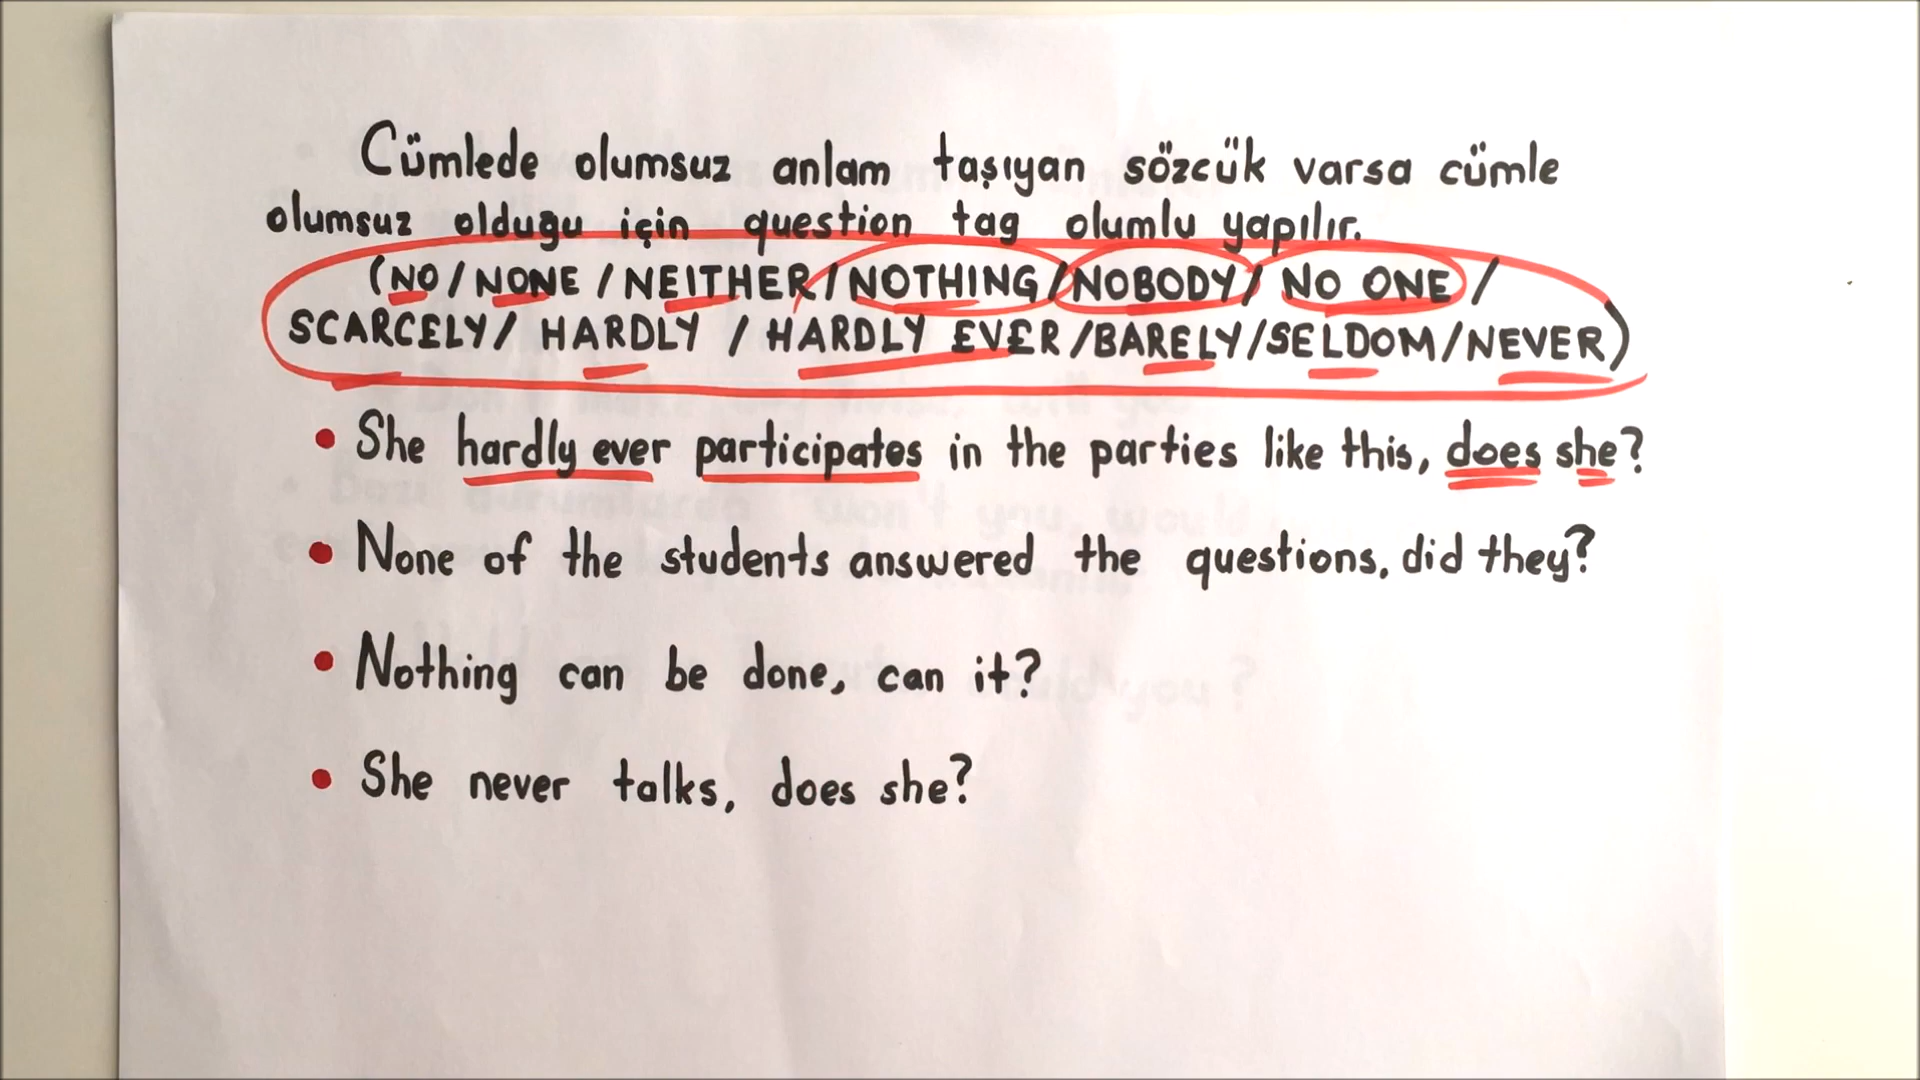 Cümlede olumsuz anlam taşıyan sözcük varsa cümle
olumsuz olduğu için question tag olumlu yapılır.
(NO / NONE / NEITHER / NOTHING / NOBODY / NO ONE /
SCARCELY / HARDLY / HARDLY EVER / BARELY / SELDOM / NEVER)
• She hardly ever participates in the parties like this, does she?
• None of the students answered the questions, did they?
• Nothing can be done, can it?
• She never talks, does she?